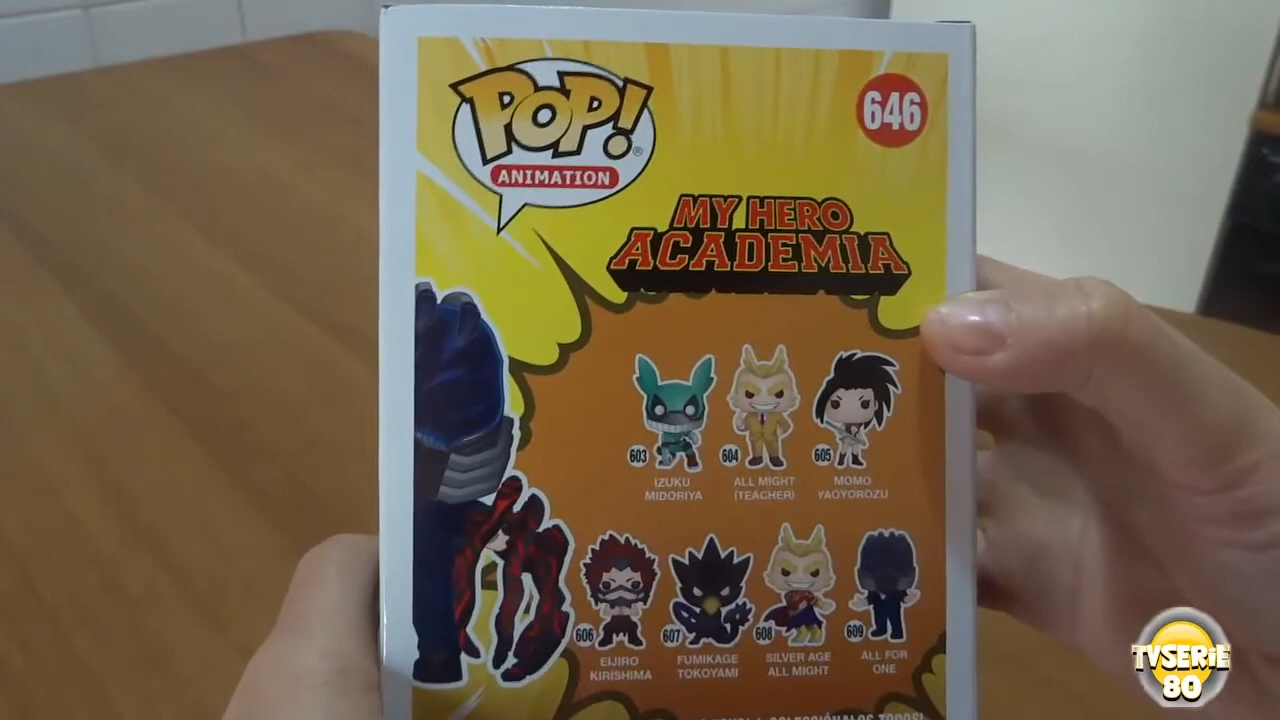 POP!
®
ANIMATION
646
MY HERO
ACADEMIA
603
IZUKU
MIDORIYA
604
ALL MIGHT
(TEACHER)
605
MOMO
YAOYOROZU
606
EIJIRO
KIRISHIMA
607
FUMIKAGE
TOKOYAMI
608
SILVER AGE
ALL MIGHT
609
ALL FOR
ONE
TVSERIE
80